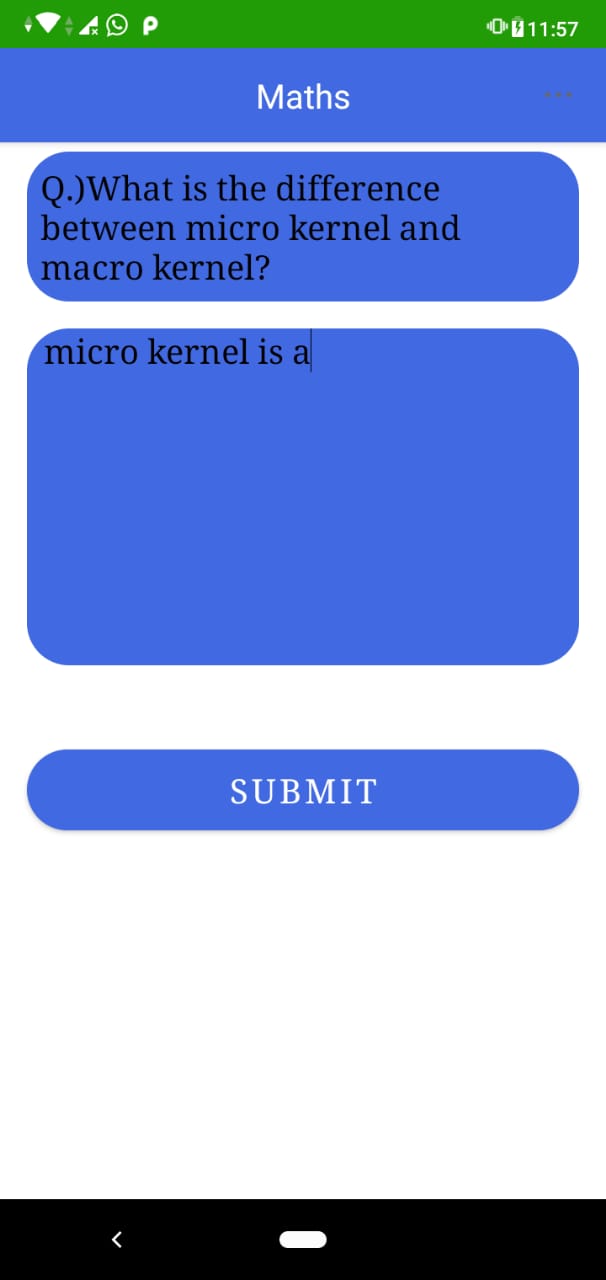 11:57
Maths
Q.)What is the difference
between micro kernel and
macro kernel?
micro kernel is a
SUBMIT